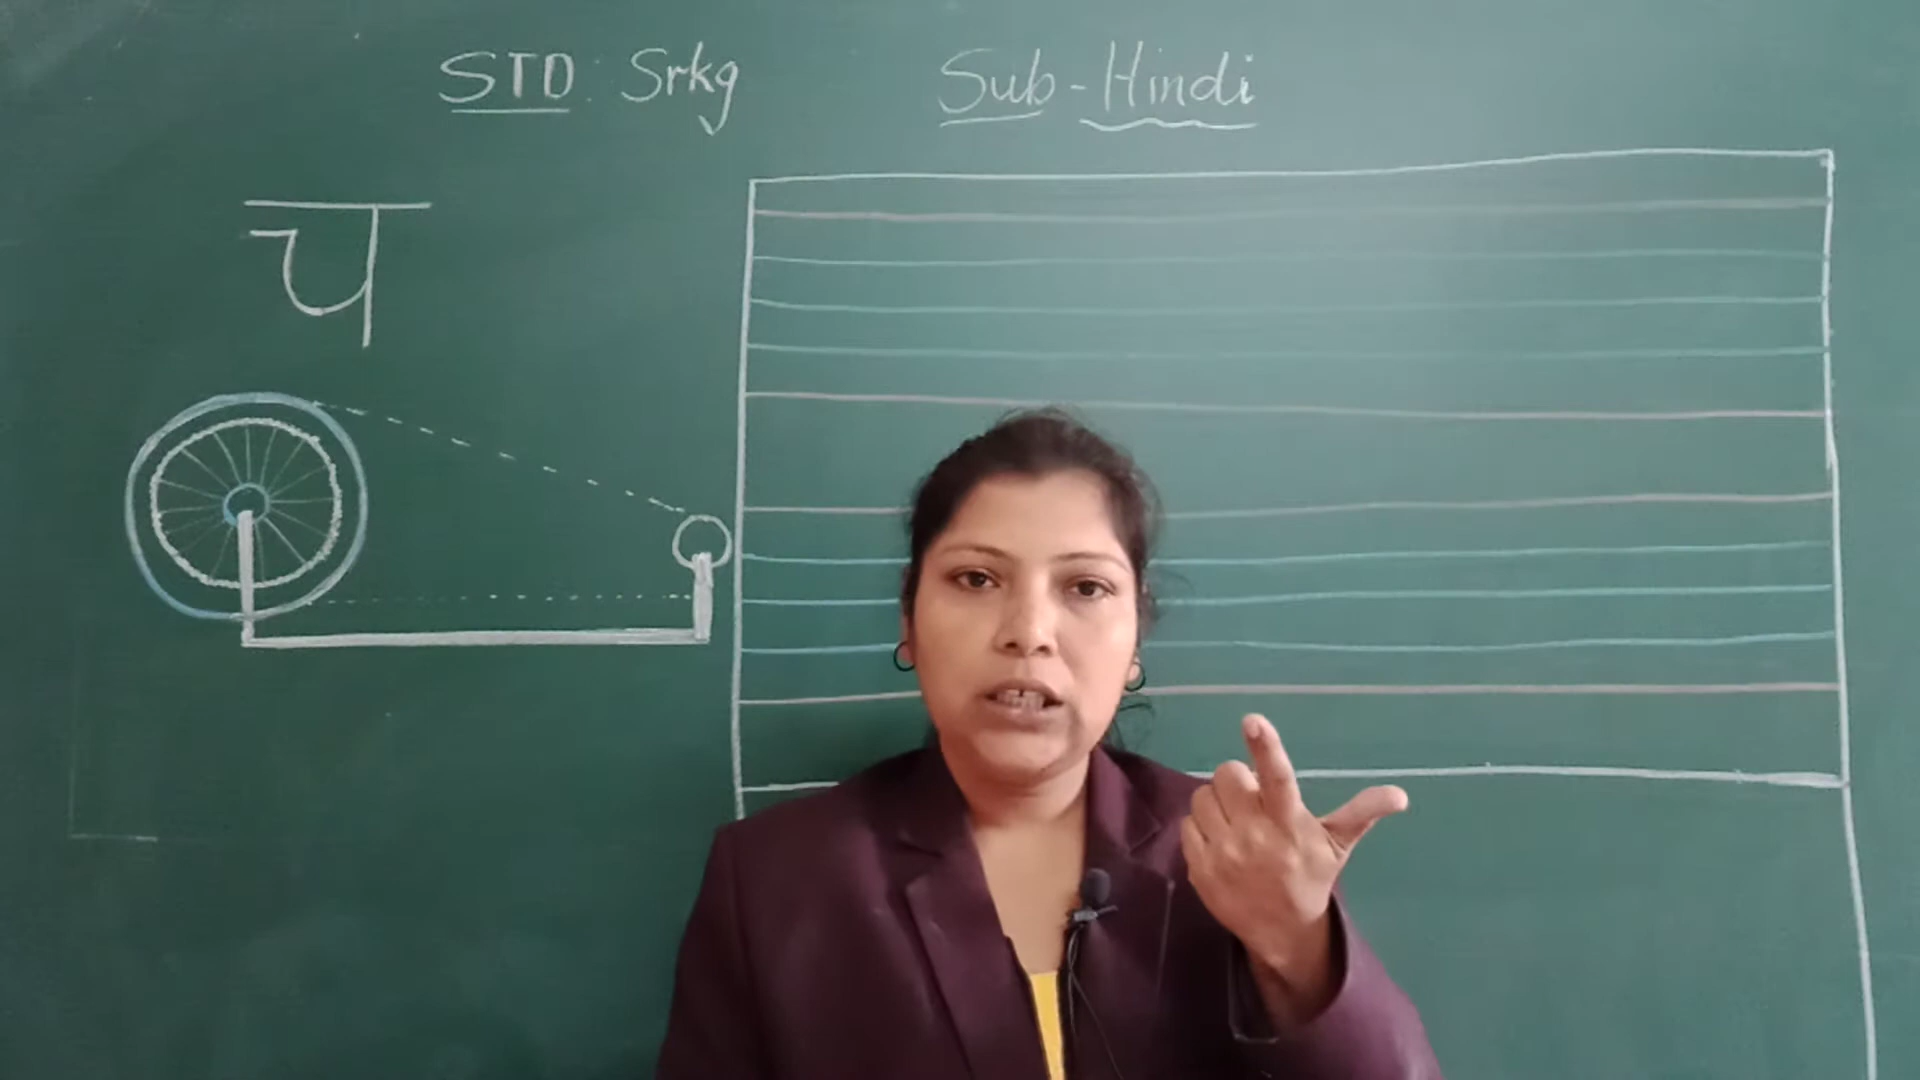 STD : Srkg
Sub-Hindi
च